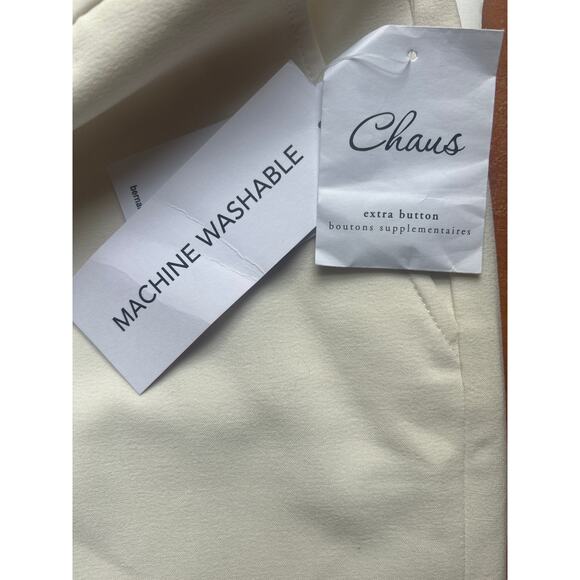 MACHINE WASHABLE
Chaus
extra button
boutons supplementaires